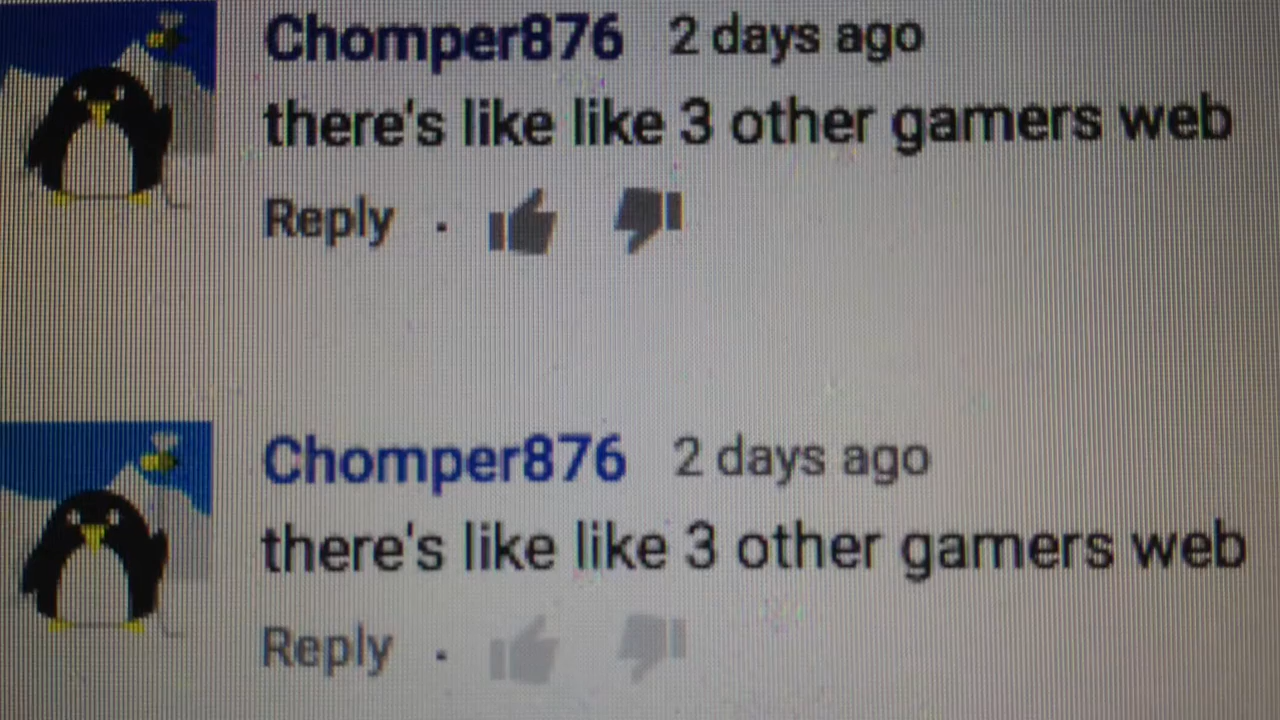 Chomper876 2 days ago
there's like like 3 other gamers web
Reply ·
Chomper876 2 days ago
there's like like 3 other gamers web
Reply ·